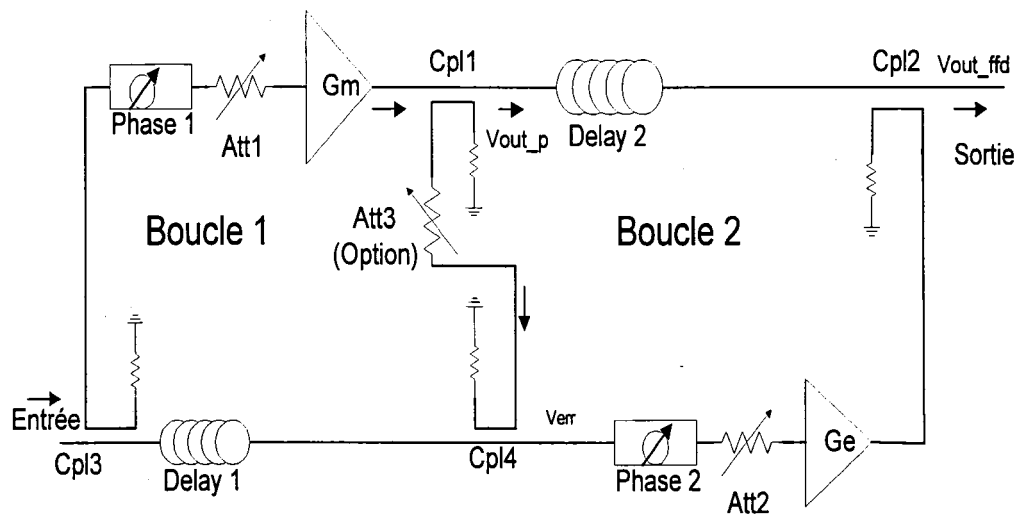 Cpl1
Cpl2
Vout_ffd
Gm
Phase 1
Att1
Vout_p
Delay 2
Sortie
Att3
(Option)
Boucle 1
Boucle 2
Entrée
Verr
Cpl3
Delay 1
Cpl4
Phase 2
Att2
Ge